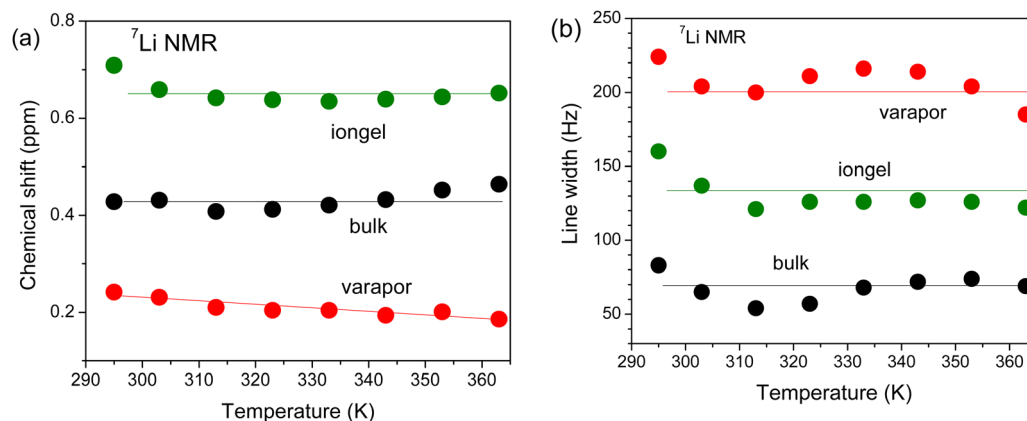 (a)
⁷Li NMR
Chemical shift (ppm)
0.8
0.6
0.4
0.2
iongel
bulk
varapor
290 300 310 320 330 340 350 360
Temperature (K)
(b)
⁷Li NMR
Line width (Hz)
250
200
150
100
50
varapor
iongel
bulk
290 300 310 320 330 340 350 360
Temperature (K)